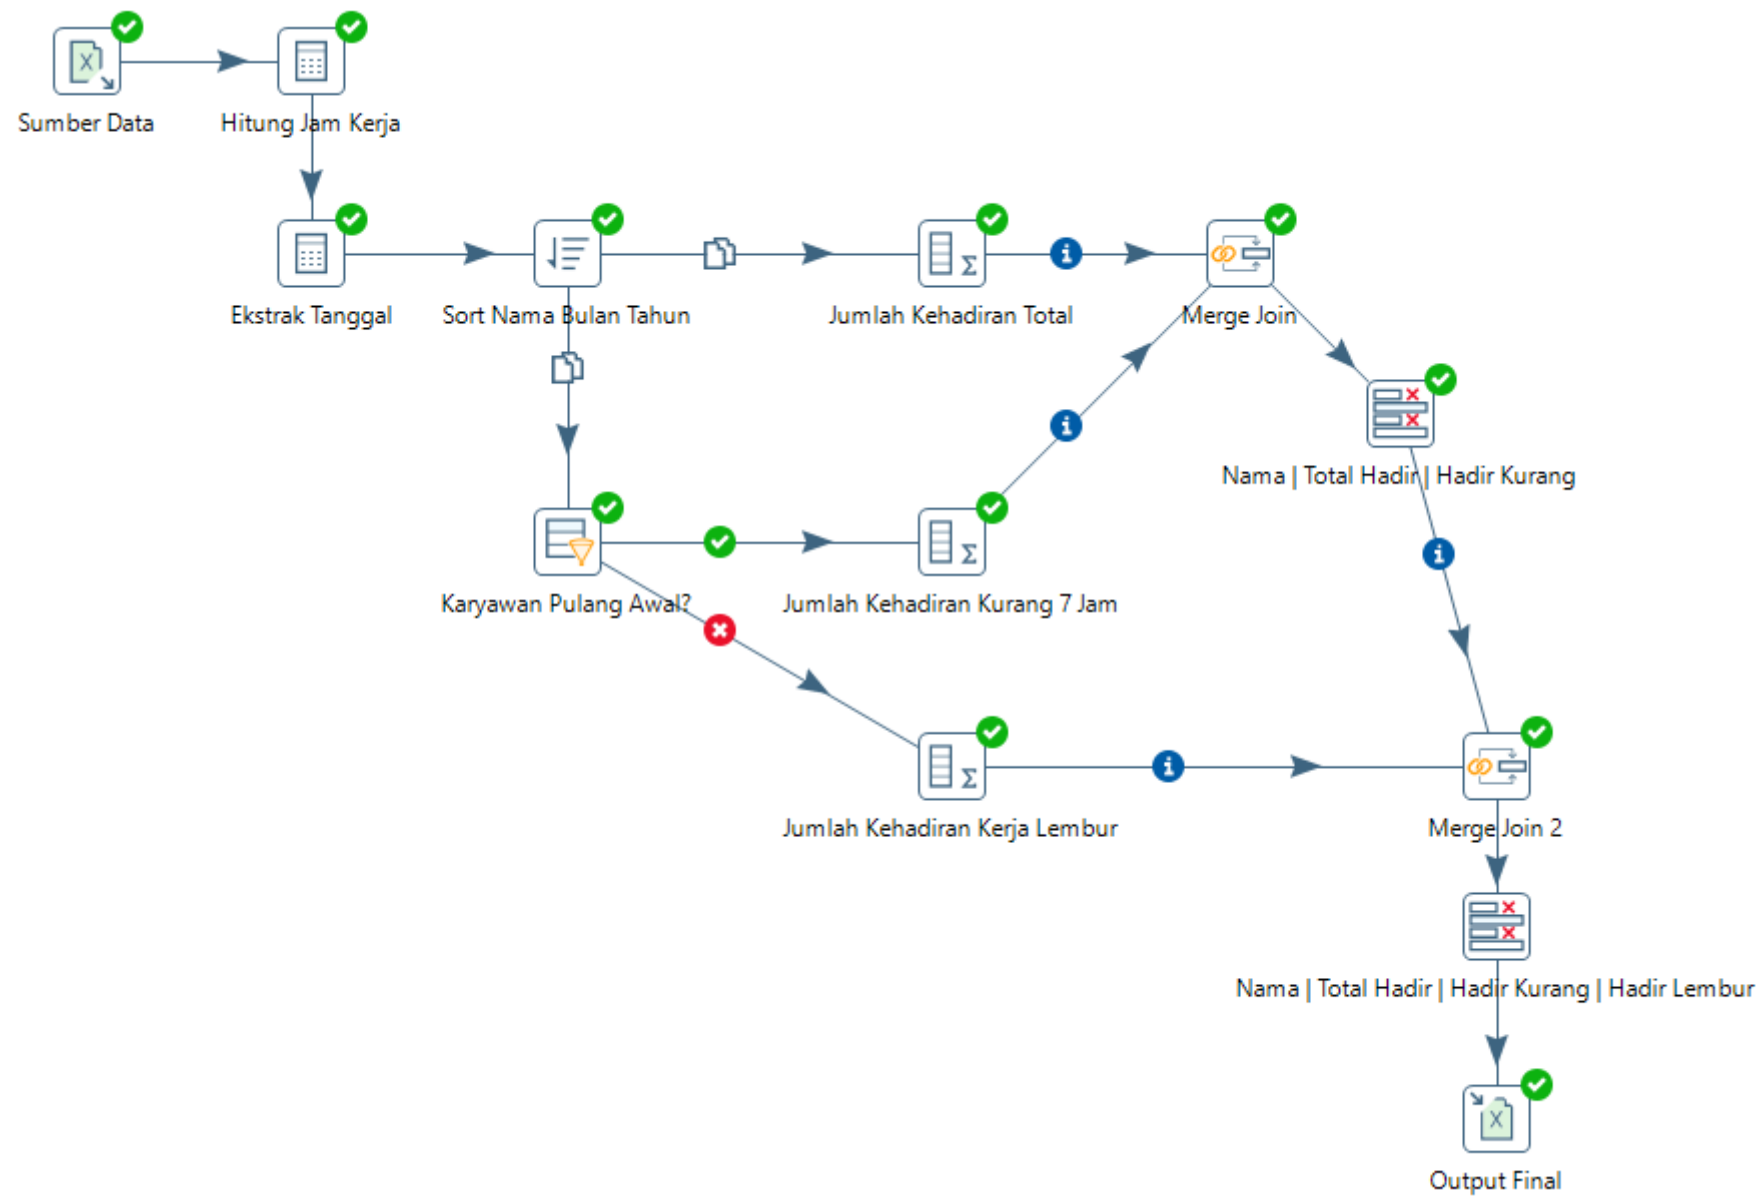 Sumber Data
Hitung Jam Kerja
Ekstrak Tanggal
Sort Nama Bulan Tahun
Jumlah Kehadiran Total
Merge Join
Nama | Total Hadir | Hadir Kurang
Karyawan Pulang Awal?
Jumlah Kehadiran Kurang 7 Jam
Jumlah Kehadiran Kerja Lembur
Merge Join 2
Nama | Total Hadir | Hadir Kurang | Hadir Lembur
Output Final